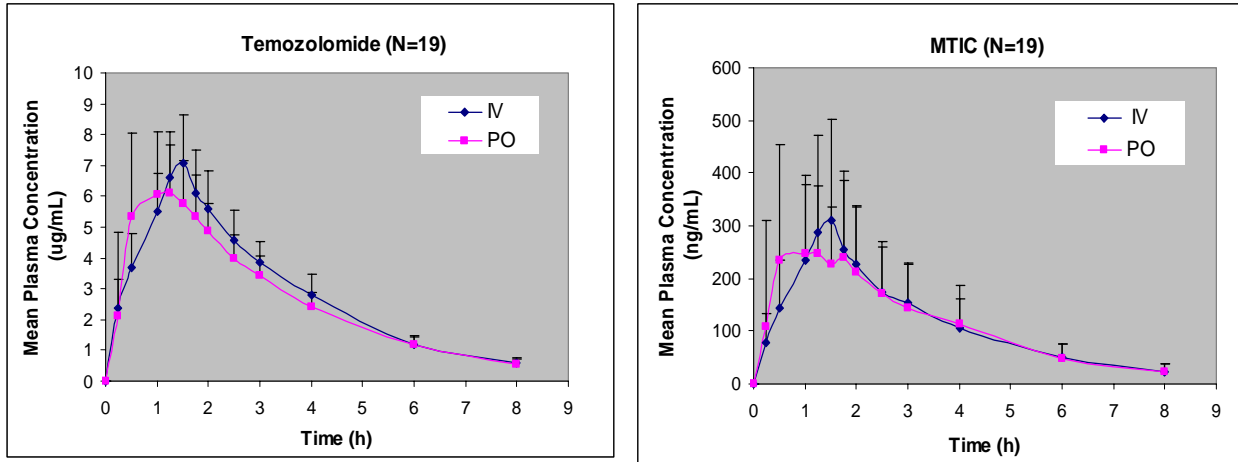 Temozolomide (N=19)
Mean Plasma Concentration
(ug/mL)
10
9
8
7
6
5
4
3
2
1
0
IV
PO
0 1 2 3 4 5 6 7 8 9
Time (h)
MTIC (N=19)
Mean Plasma Concentration
(ng/mL)
600
500
400
300
200
100
0
IV
PO
0 1 2 3 4 5 6 7 8 9
Time (h)